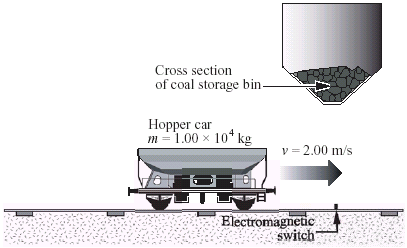 Cross section
of coal storage bin
Hopper car
m = 1.00 × 10⁴ kg
v = 2.00 m/s
Electromagnetic
switch